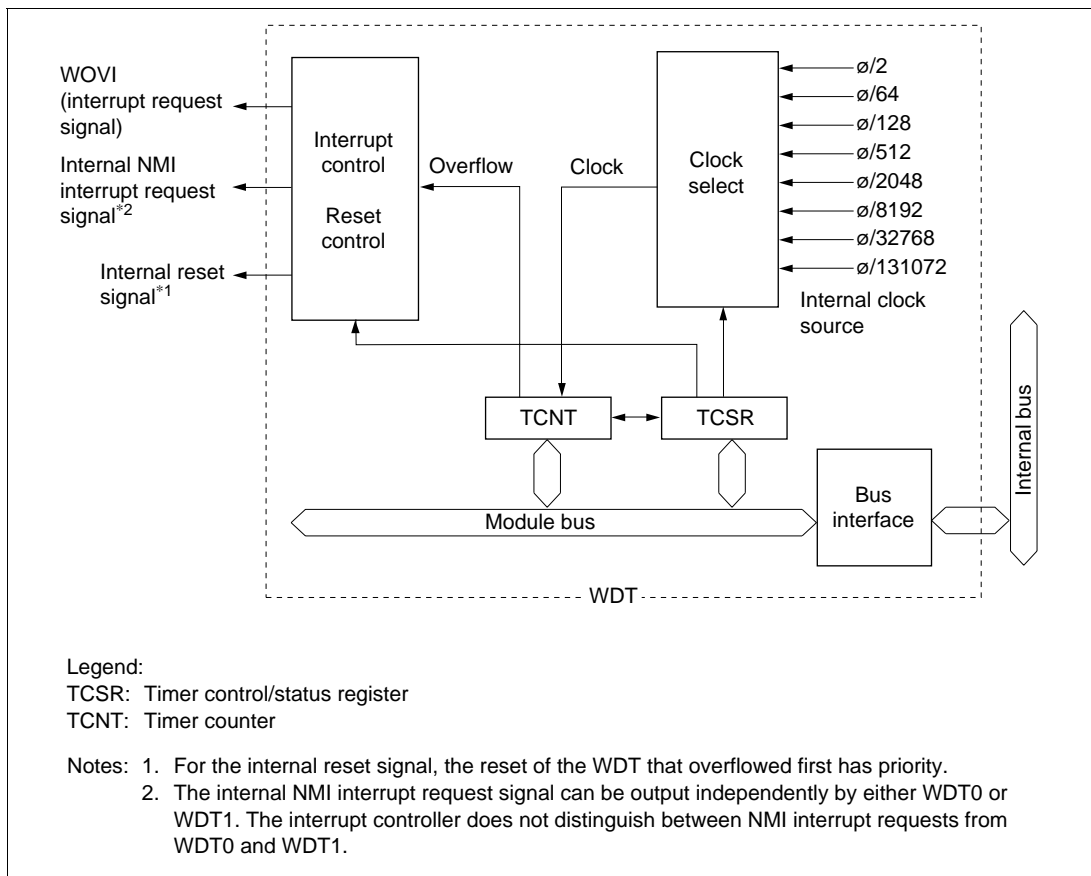 WOVI
(interrupt request
signal)
Internal NMI
interrupt request
signal*2
Internal reset
signal*1
Interrupt
control
Reset
control
Overflow
Clock
Clock
select
ø/2
ø/64
ø/128
ø/512
ø/2048
ø/8192
ø/32768
ø/131072
Internal clock
source
TCNT
TCSR
Module bus
Bus
interface
Internal bus
WDT
Legend:
TCSR: Timer control/status register
TCNT: Timer counter
Notes: 1. For the internal reset signal, the reset of the WDT that overflowed first has priority.
2. The internal NMI interrupt request signal can be output independently by either WDT0 or
WDT1. The interrupt controller does not distinguish between NMI interrupt requests from
WDT0 and WDT1.